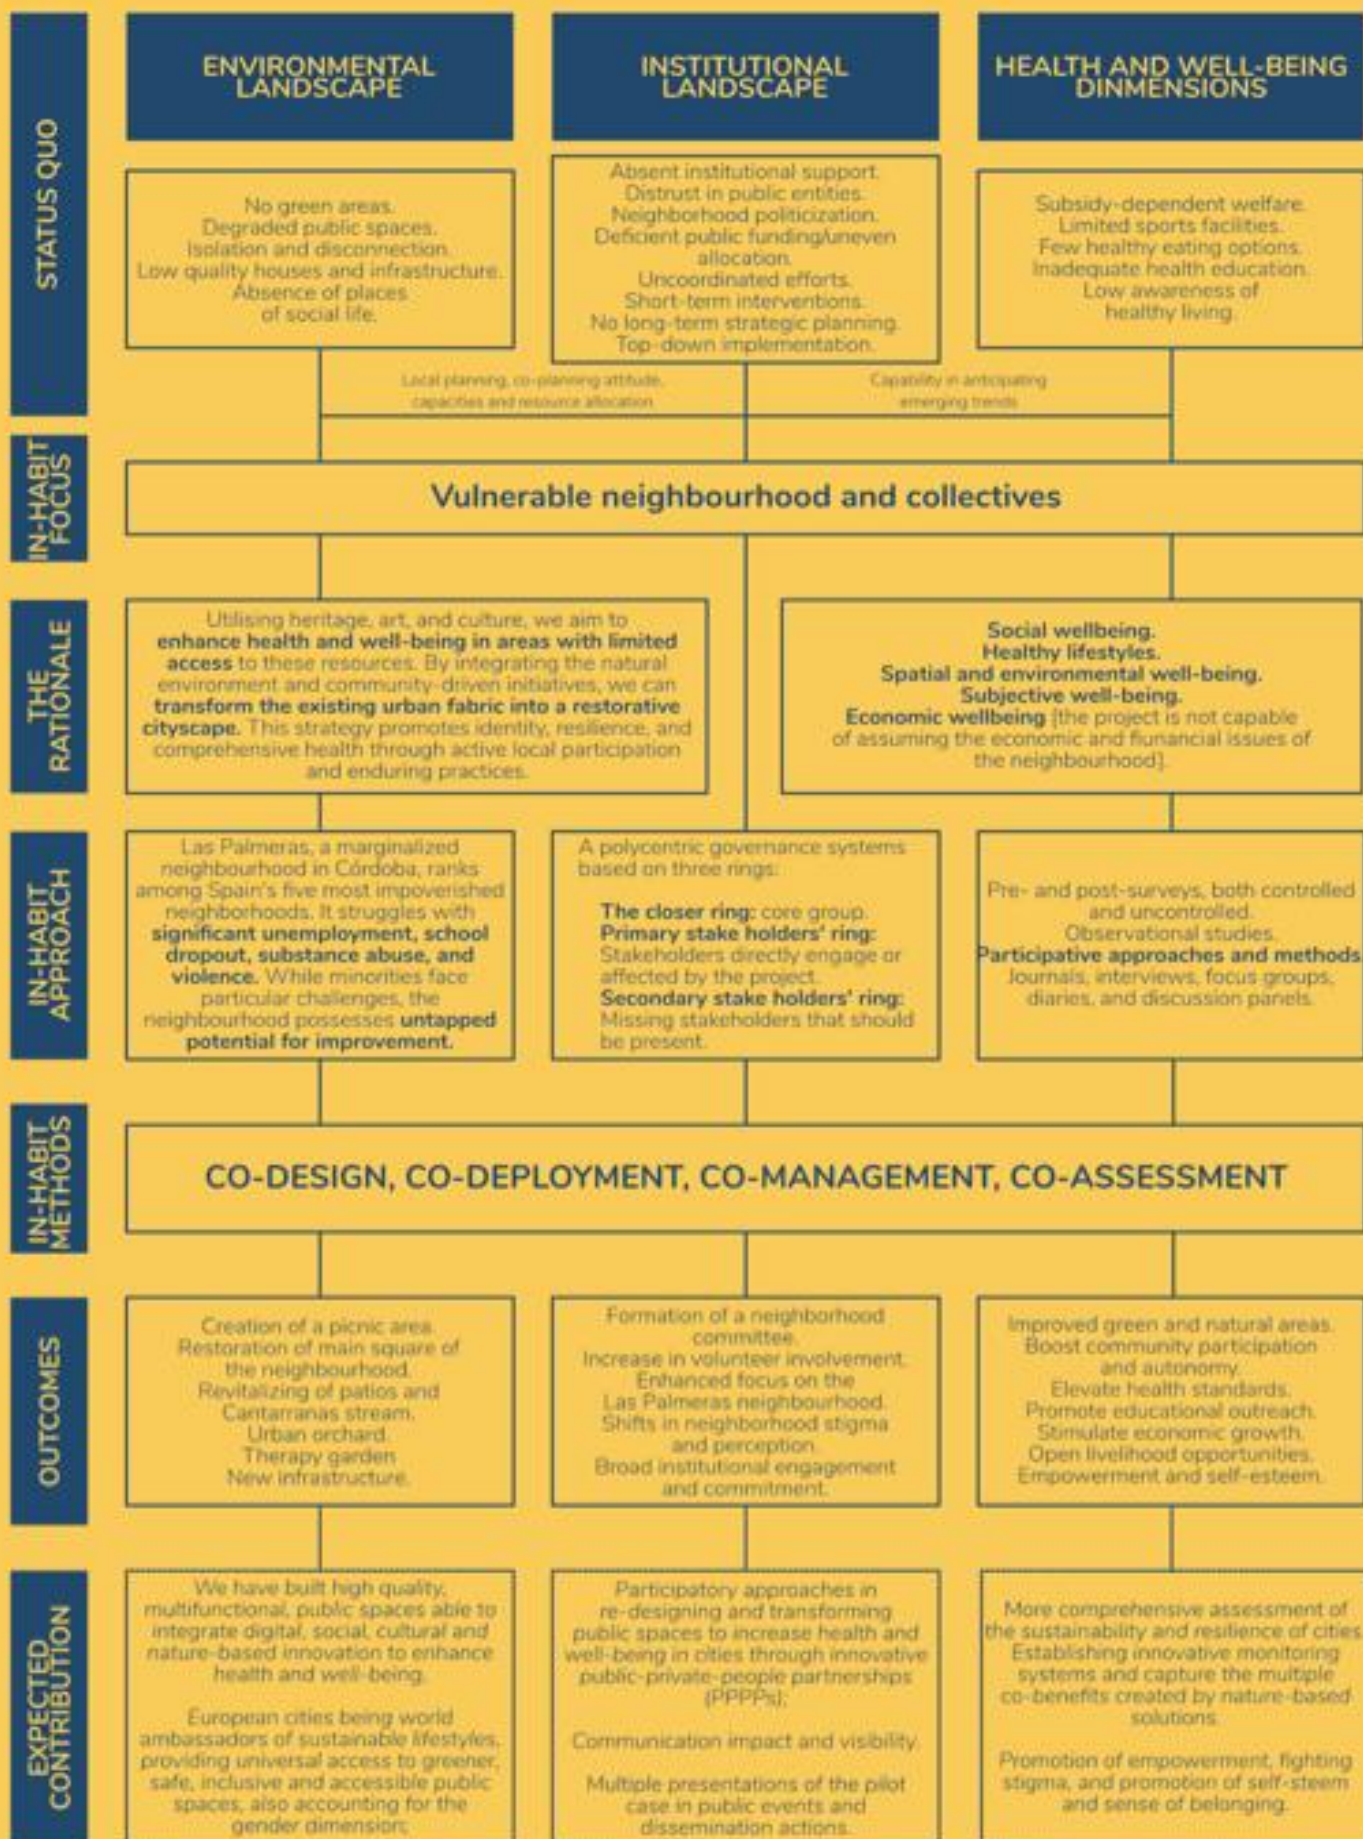 ENVIRONMENTAL
LANDSCAPE
INSTITUTIONAL
LANDSCAPE
HEALTH AND WELL-BEING
DINMENSIONS
STATUS QUO
No green areas.
Degraded public spaces.
Isolation and disconnection.
Low quality houses and infrastructure.
Absence of places
of social life.
Absent institutional support.
Distrust in public entities.
Neighborhood politicization.
Deficient public funding/uneven
allocation.
Uncoordinated efforts.
Short-term interventions.
No long-term strategic planning.
Top-down implementation.
Subsidy-dependent welfare.
Limited sports facilities.
Few healthy eating options.
Inadequate health education.
Low awareness of
healthy living.
Local planning, co-planning attitude,
capacities and resource allocation
Capability in anticipating
emerging trends
IN-HABIT
FOCUS
Vulnerable neighbourhood and collectives
THE
RATIONALE
Utilising heritage, art, and culture, we aim to
enhance health and well-being in areas with limited
access to these resources. By integrating the natural
environment and community-driven initiatives, we can
transform the existing urban fabric into a restorative
cityscape. This strategy promotes identity, resilience, and
comprehensive health through active local participation
and enduring practices.
Social wellbeing.
Healthy lifestyles.
Spatial and environmental well-being.
Subjective well-being.
Economic wellbeing [the project is not capable
of assuming the economic and fiunancial issues of
the neighbourhood].
IN-HABIT
APPROACH
Las Palmeras, a marginalized
neighbourhood in Córdoba, ranks
among Spain's five most impoverished
neighborhoods. It struggles with
significant unemployment, school
dropout, substance abuse, and
violence. While minorities face
particular challenges, the
neighbourhood possesses untapped
potential for improvement.
A polycentric governance systems
based on three rings:
The closer ring: core group.
Primary stake holders' ring:
Stakeholders directly engage or
affected by the project.
Secondary stake holders' ring:
Missing stakeholders that should
be present.
Pre- and post-surveys, both controlled
and uncontrolled.
Observational studies.
Participative approaches and methods.
Journals, interviews, focus groups,
diaries, and discussion panels.
IN-HABIT
METHODS
CO-DESIGN, CO-DEPLOYMENT, CO-MANAGEMENT, CO-ASSESSMENT
OUTCOMES
Creation of a picnic area.
Restoration of main square of
the neighbourhood.
Revitalizing of patios and
Cantarranas stream.
Urban orchard.
Therapy garden
New infrastructure.
Formation of a neighborhood
committee.
Increase in volunteer involvement.
Enhanced focus on the
Las Palmeras neighbourhood.
Shifts in neighborhood stigma
and perception.
Broad institutional engagement
and commitment.
Improved green and natural areas.
Boost community participation
and autonomy.
Elevate health standards.
Promote educational outreach.
Stimulate economic growth.
Open livelihood opportunities.
Empowerment and self-esteem.
EXPECTED
CONTRIBUTION
We have built high quality,
multifunctional, public spaces able to
integrate digital, social, cultural and
nature-based innovation to enhance
health and well-being.
European cities being world
ambassadors of sustainable lifestyles,
providing universal access to greener,
safe, inclusive and accessible public
spaces, also accounting for the
gender dimension;
Participatory approaches in
re-designing and transforming
public spaces to increase health and
well-being in cities through innovative
public-private-people partnerships
(PPPPs);
Communication impact and visibility.
Multiple presentations of the pilot
case in public events and
dissemination actions.
More comprehensive assessment of
the sustainability and resilience of cities.
Establishing innovative monitoring
systems and capture the multiple
co-benefits created by nature-based
solutions.
Promotion of empowerment, fighting
stigma, and promotion of self-steem
and sense of belonging.